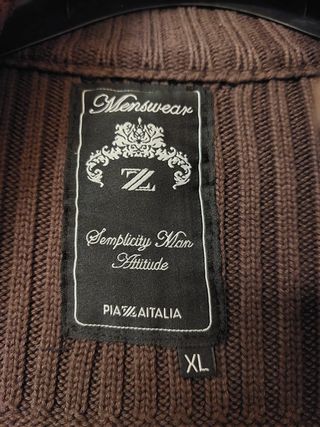 Menswear
Semplicity Man
Attitude
PIAZZAITALIA
XL